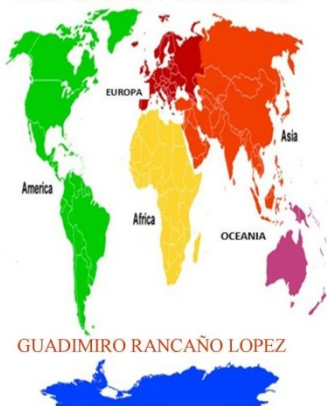 EUROPA
Asia
America
Africa
OCEANIA
GUADIMIRO RANCAÑO LOPEZ